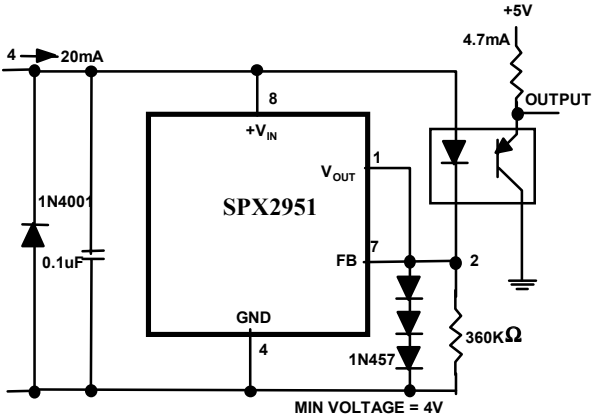 +5V
4 20mA
4.7mA
OUTPUT
8
+VIN
1
VOUT
1N4001
SPX2951
7
FB
2
0.1uF
GND
4
1N457
360KΩ
MIN VOLTAGE = 4V